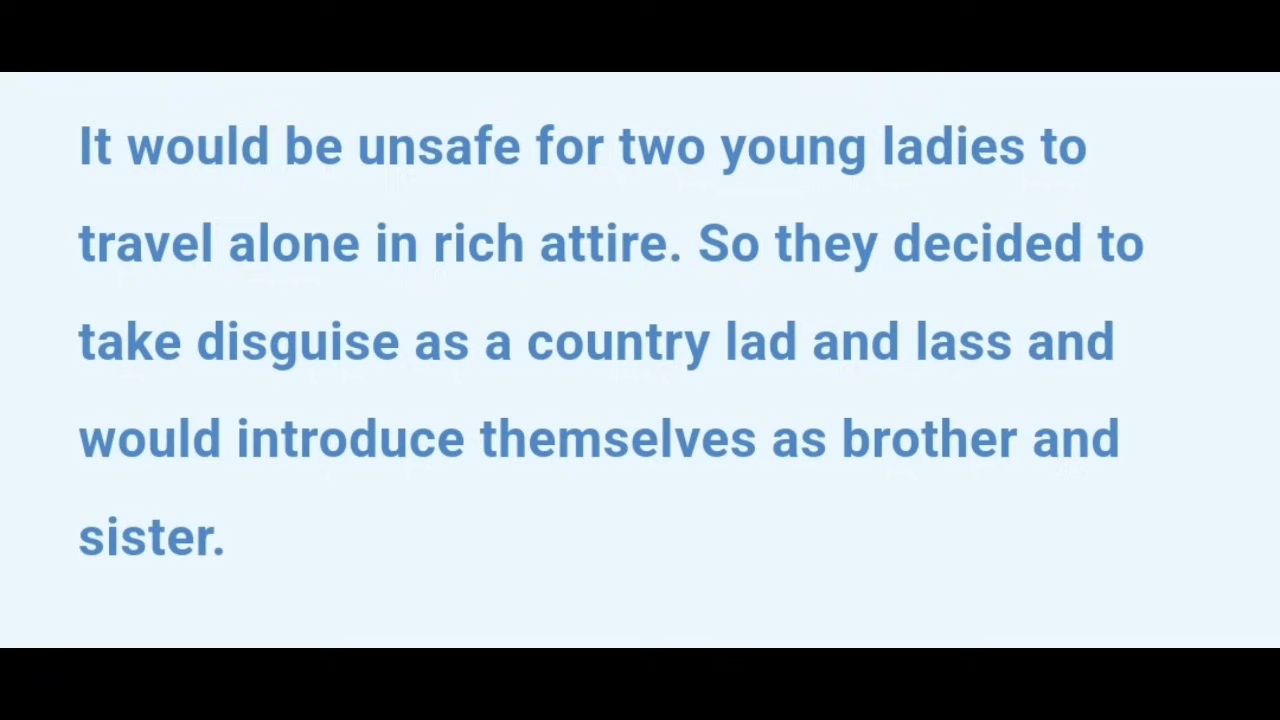 It would be unsafe for two young ladies to
travel alone in rich attire. So they decided to
take disguise as a country lad and lass and
would introduce themselves as brother and
sister.